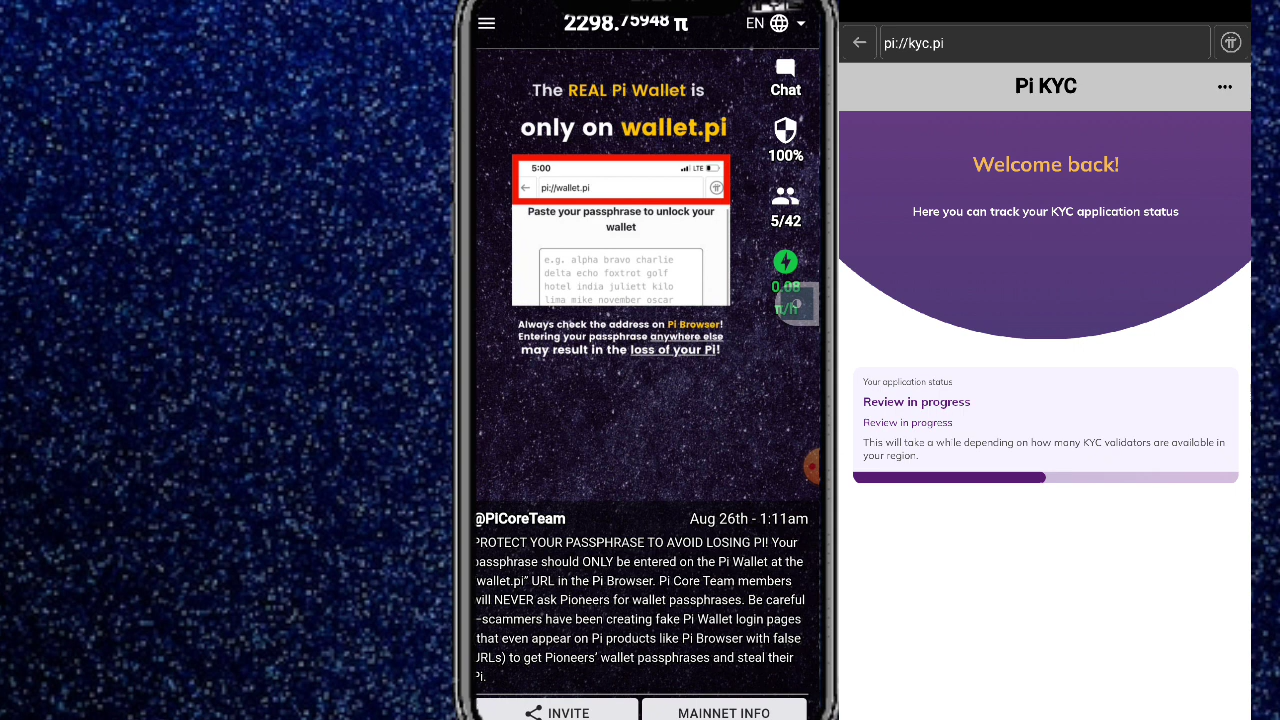 2298.75948 π
EN
The REAL Pi Wallet is
only on wallet.pi
5:00
LTE
pi://wallet.pi
Paste your passphrase to unlock your
wallet
e.g. alpha bravo charlie
delta echo foxtrot golf
hotel india juliett kilo
lima mike november oscar
Always check the address on Pi Browser!
Entering your passphrase anywhere else
may result in the loss of your Pi!
Chat
100%
5/42
0.08
π/h
@PiCoreTeam
Aug 26th - 1:11am
PROTECT YOUR PASSPHRASE TO AVOID LOSING PI! Your
passphrase should ONLY be entered on the Pi Wallet at the
wallet.pi” URL in the Pi Browser. Pi Core Team members
will NEVER ask Pioneers for wallet passphrases. Be careful
–scammers have been creating fake Pi Wallet login pages
that even appear on Pi products like Pi Browser with false
URLs) to get Pioneers’ wallet passphrases and steal their
Pi.
INVITE
MAINNET INFO
pi://kyc.pi
Pi KYC
Welcome back!
Here you can track your KYC application status
Your application status
Review in progress
Review in progress
This will take a while depending on how many KYC validators are available in
your region.